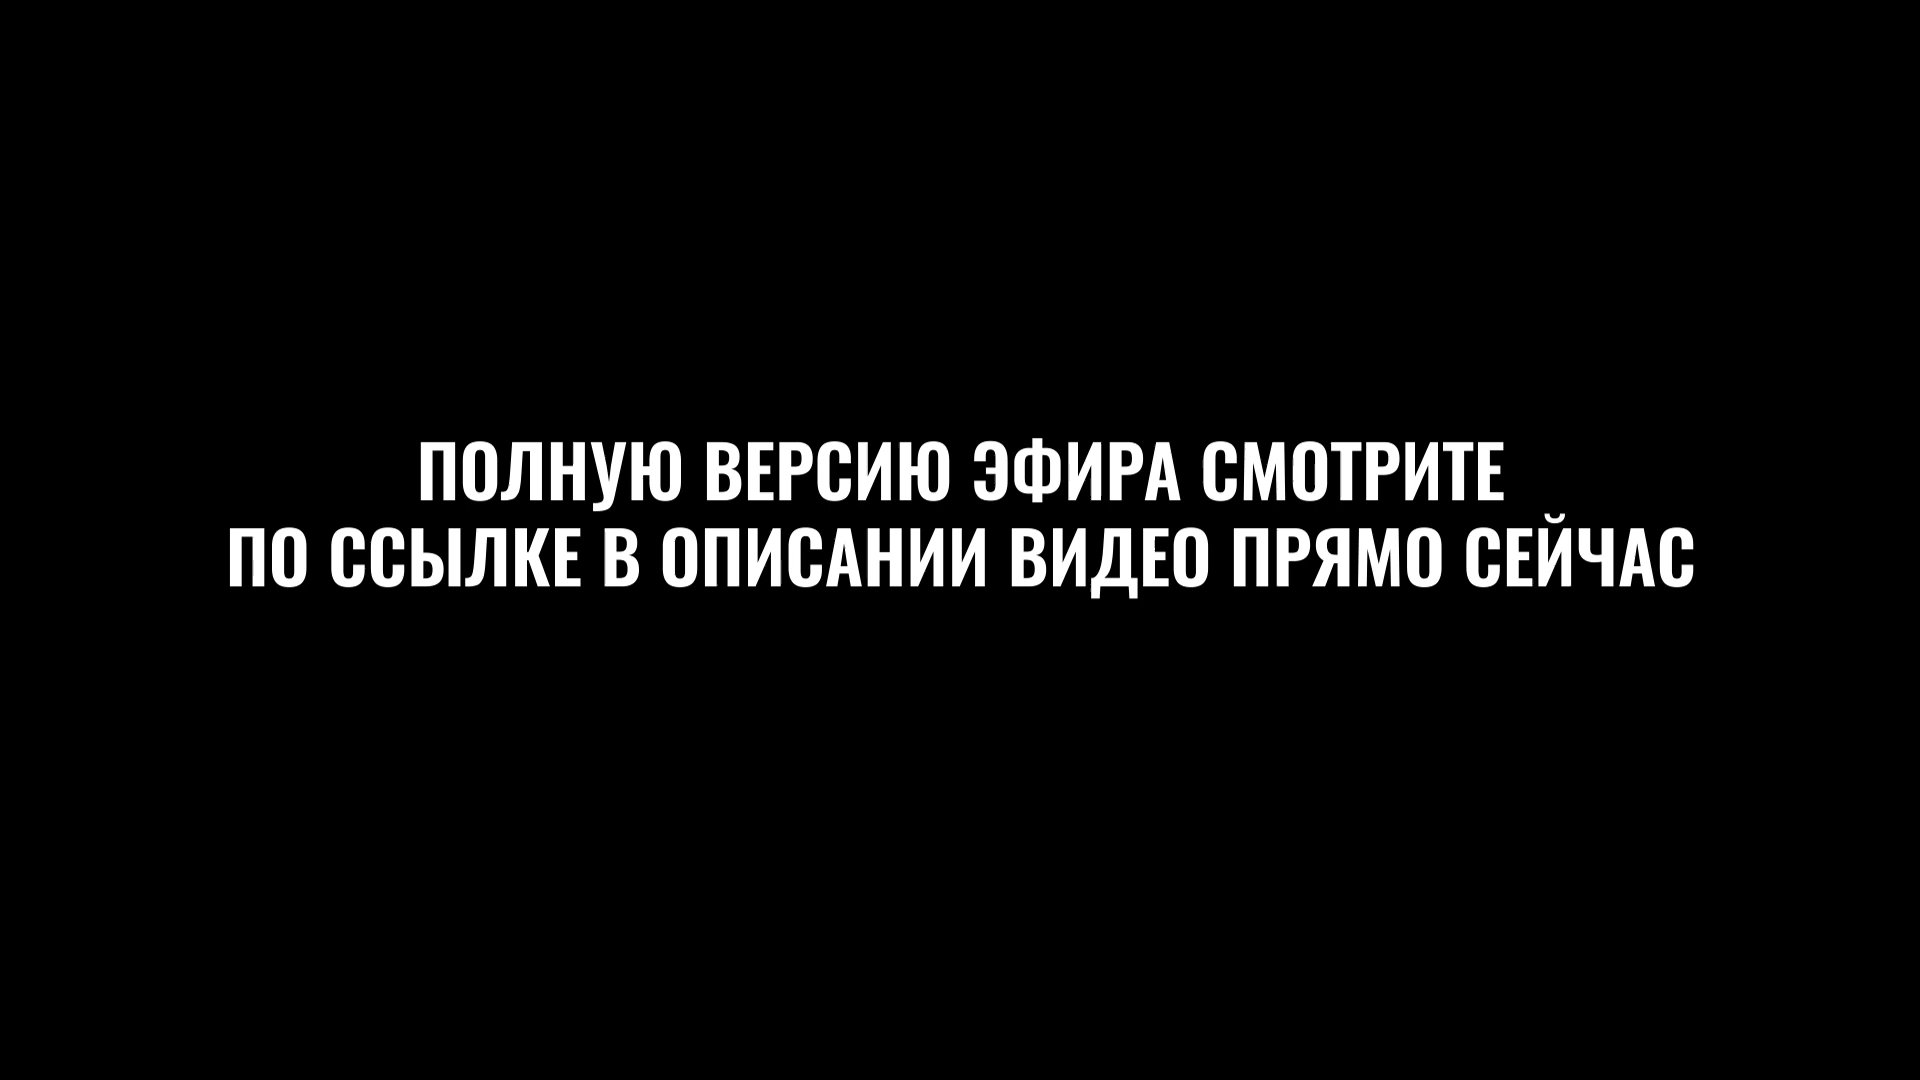 ПОЛНУЮ ВЕРСИЮ ЭФИРА СМОТРИТЕ
ПО ССЫЛКЕ В ОПИСАНИИ ВИДЕО ПРЯМО СЕЙЧАС